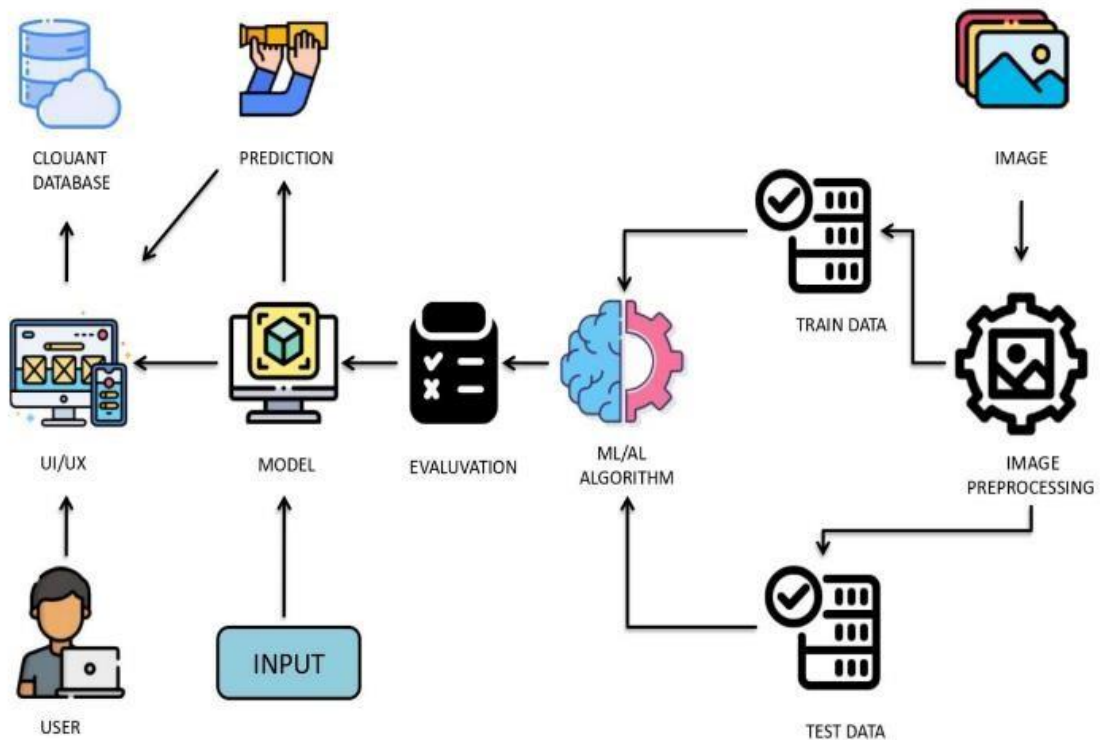 CLOUANT
DATABASE
PREDICTION
IMAGE
TRAIN DATA
UI/UX
MODEL
EVALUVATION
ML/AL
ALGORITHM
IMAGE
PREPROCESSING
INPUT
USER
TEST DATA